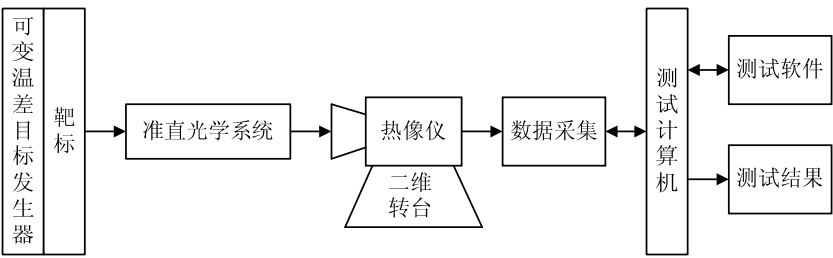 可变温差目标发生器
靶标
准直光学系统
热像仪
二维
转台
数据采集
测试计算机
测试软件
测试结果